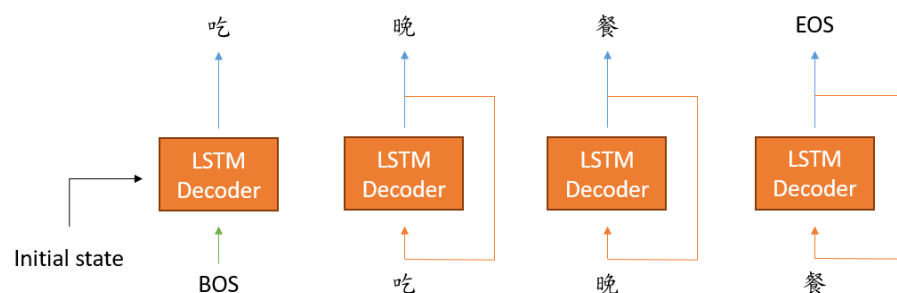 吃
晚
餐
EOS
LSTM
Decoder
LSTM
Decoder
LSTM
Decoder
LSTM
Decoder
Initial state
BOS
吃
晚
餐